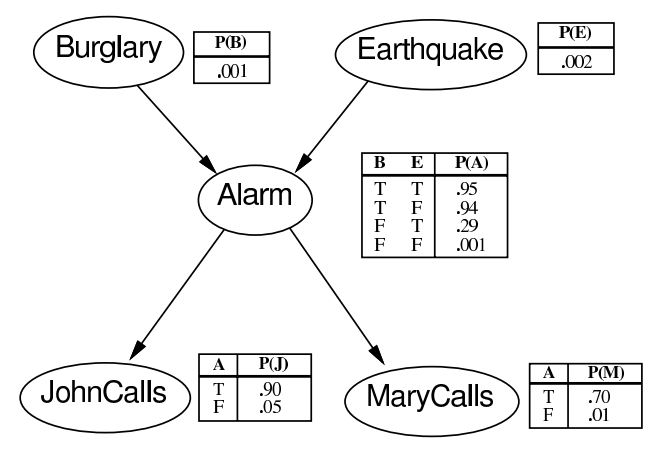 Burglary
P(B)
.001
Earthquake
P(E)
.002
Alarm
B E P(A)
T T .95
T F .94
F T .29
F F .001
JohnCalls
A P(J)
T .90
F .05
MaryCalls
A P(M)
T .70
F .01